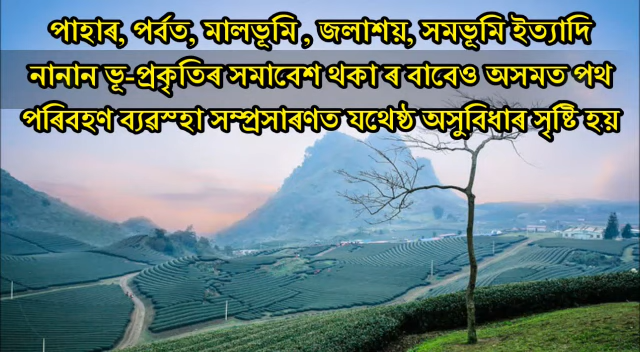 পাহাৰ, পৰ্বত, মালভূমি , জলাশয়, সমভূমি ইত্যাদি
নানান ভূ-প্ৰকৃতিৰ সমাবেশ থকা ৰ বাবেও অসমত পথ
পৰিবহণ ব্যৱস্হা সম্প্ৰসাৰণত যথেষ্ঠ অসুবিধাৰ সৃষ্টি হয়